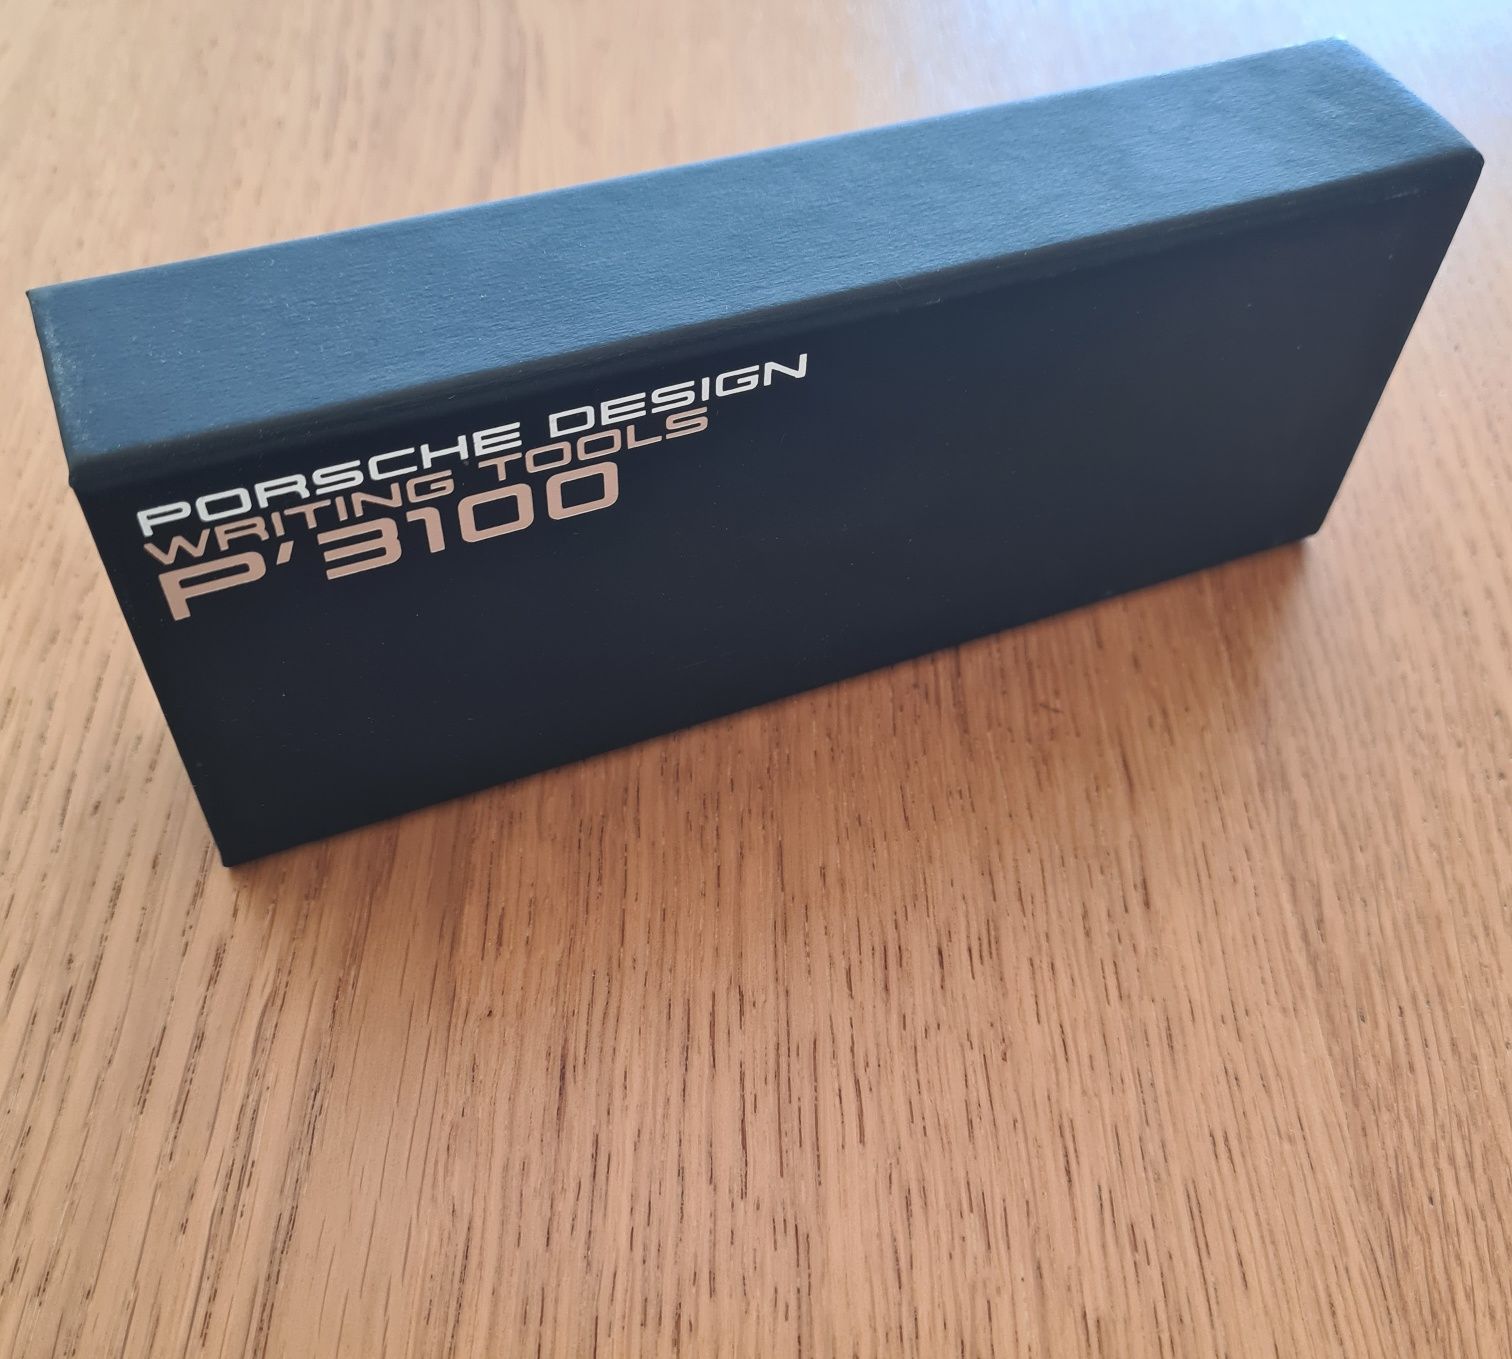 PORSCHE DESIGN
WRITING TOOLS
P'3100